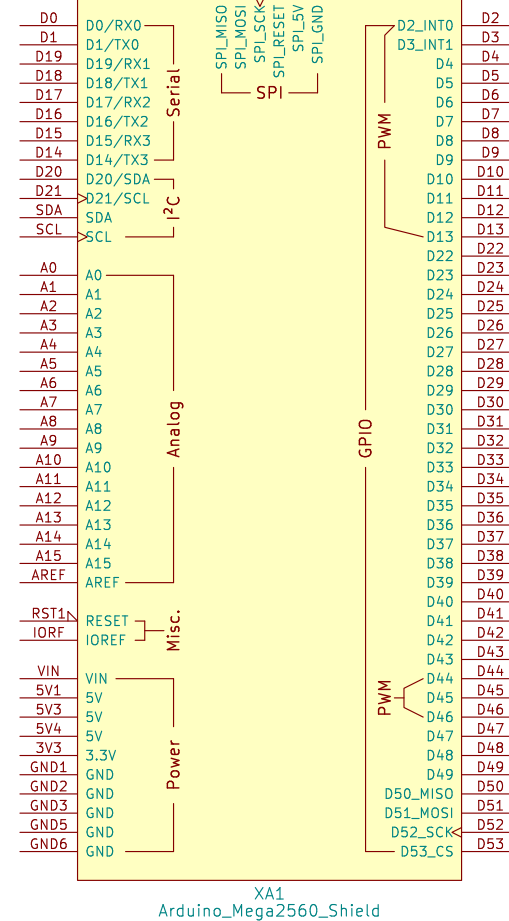 SPI_MISO
SPI_MOSI
SPI_SCK
SPI_RESET
SPI_5V
SPI_GND
SPI
D0 D0/RX0
D1 D1/TX0
D19 D19/RX1
D18 D18/TX1
D17 D17/RX2
D16 D16/TX2
D15 D15/RX3
D14 D14/TX3
Serial
D20 D20/SDA
D21 D21/SCL
SDA SDA
SCL SCL
I²C
A0 A0
A1 A1
A2 A2
A3 A3
A4 A4
A5 A5
A6 A6
A7 A7
A8 A8
A9 A9
A10 A10
A11 A11
A12 A12
A13 A13
A14 A14
A15 A15
AREF AREF
Analog
RST1 RESET
IORF IOREF
Misc.
VIN VIN
5V1 5V
5V3 5V
5V4 5V
3V3 3.3V
GND1 GND
GND2 GND
GND3 GND
GND5 GND
GND6 GND
Power
GPIO
PWM
D2_INT0 D2
D3_INT1 D3
D4 D4
D5 D5
D6 D6
D7 D7
D8 D8
D9 D9
D10 D10
D11 D11
D12 D12
D13 D13
D22 D22
D23 D23
D24 D24
D25 D25
D26 D26
D27 D27
D28 D28
D29 D29
D30 D30
D31 D31
D32 D32
D33 D33
D34 D34
D35 D35
D36 D36
D37 D37
D38 D38
D39 D39
D40 D40
D41 D41
D42 D42
D43 D43
PWM
D44 D44
D45 D45
D46 D46
D47 D47
D48 D48
D49 D49
D50_MISO D50
D51_MOSI D51
D52_SCK D52
D53_CS D53
XA1
Arduino_Mega2560_Shield